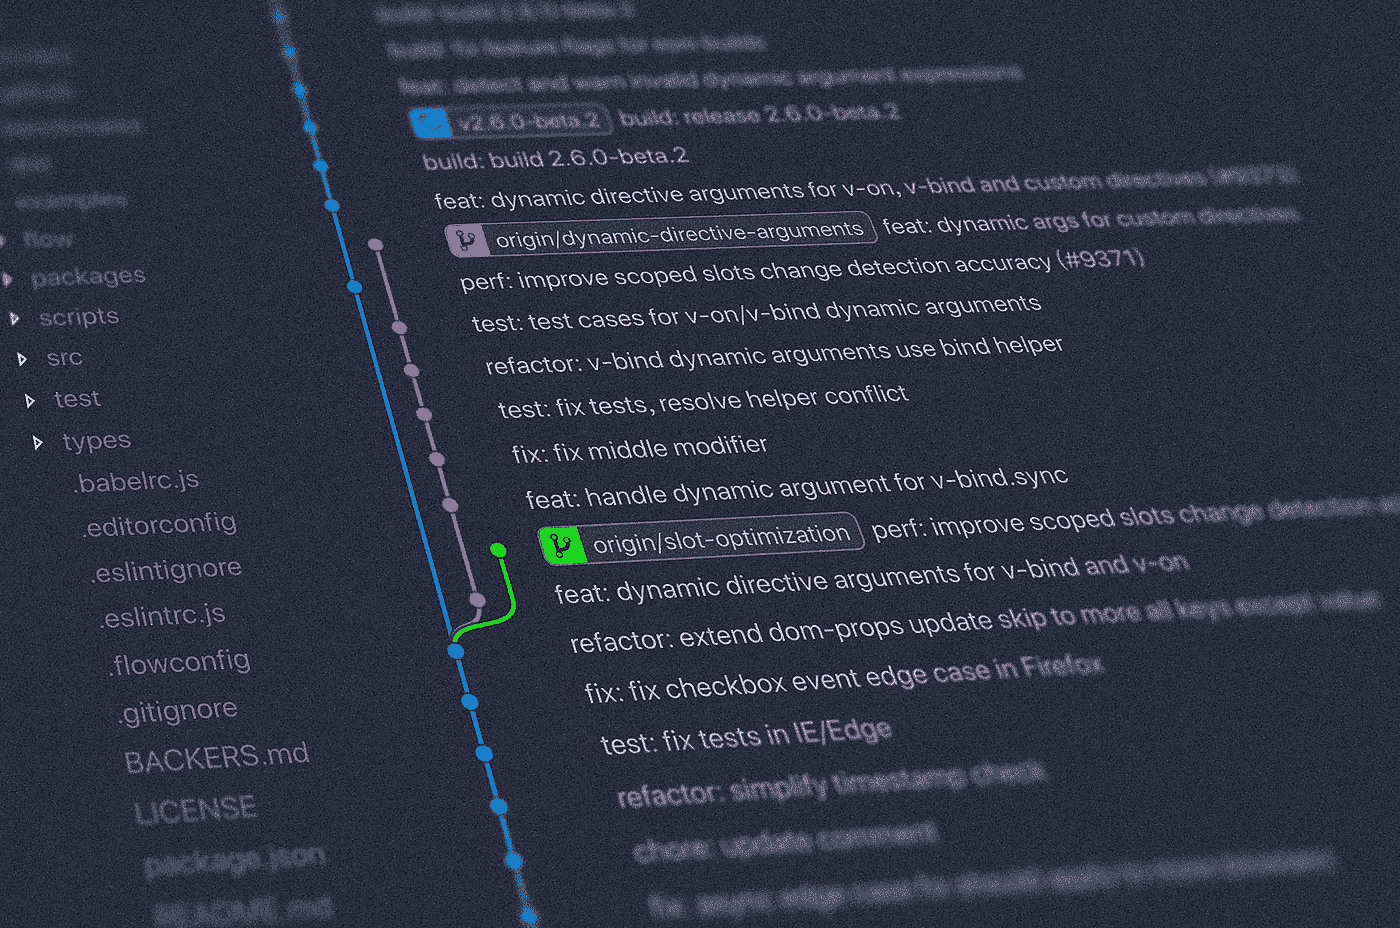 examples
flow
packages
scripts
src
test
types
.babelrc.js
.editorconfig
.eslintignore
.eslintrc.js
.flowconfig
.gitignore
BACKERS.md
LICENSE
package.json
README.md
build: build 2.6.0-beta.3
build: fix feature flags for esm builds
feat: detect and warn invalid dynamic argument expressions
v2.6.0-beta.2 build: release 2.6.0-beta.2
build: build 2.6.0-beta.2
feat: dynamic directive arguments for v-on, v-bind and custom directives (#9373)
origin/dynamic-directive-arguments feat: dynamic args for custom directives
perf: improve scoped slots change detection accuracy (#9371)
test: test cases for v-on/v-bind dynamic arguments
refactor: v-bind dynamic arguments use bind helper
test: fix tests, resolve helper conflict
fix: fix middle modifier
feat: handle dynamic argument for v-bind.sync
origin/slot-optimization perf: improve scoped slots change detection
feat: dynamic directive arguments for v-bind and v-on
refactor: extend dom-props update skip to more all keys except value
fix: fix checkbox event edge case in Firefox
test: fix tests in IE/Edge
refactor: simplify timestamp check
chore: update comment
fix: async edge case